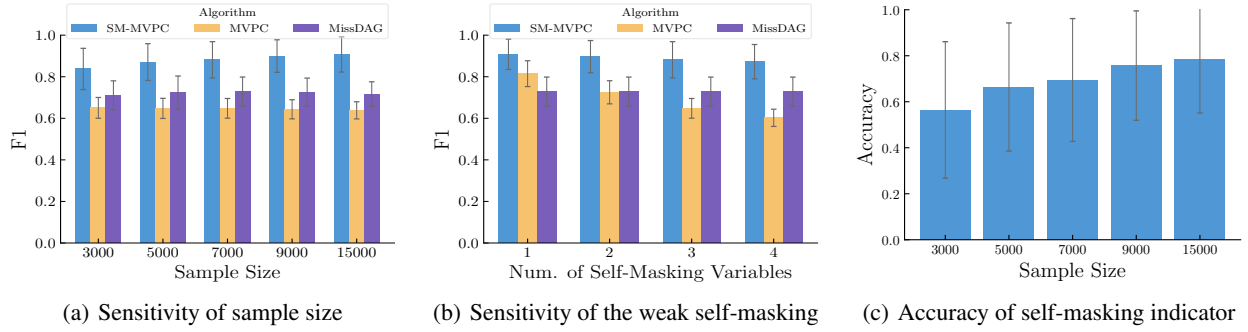 Algorithm
SM-MVPC MVPC MissDAG
1.0
0.8
0.6
0.4
0.2
0.0
F1
3000 5000 7000 9000 15000
Sample Size
(a) Sensitivity of sample size
Algorithm
SM-MVPC MVPC MissDAG
1.0
0.8
0.6
0.4
0.2
0.0
F1
1 2 3 4
Num. of Self-Masking Variables
(b) Sensitivity of the weak self-masking
1.0
0.8
0.6
0.4
0.2
0.0
Accuracy
3000 5000 7000 9000 15000
Sample Size
(c) Accuracy of self-masking indicator